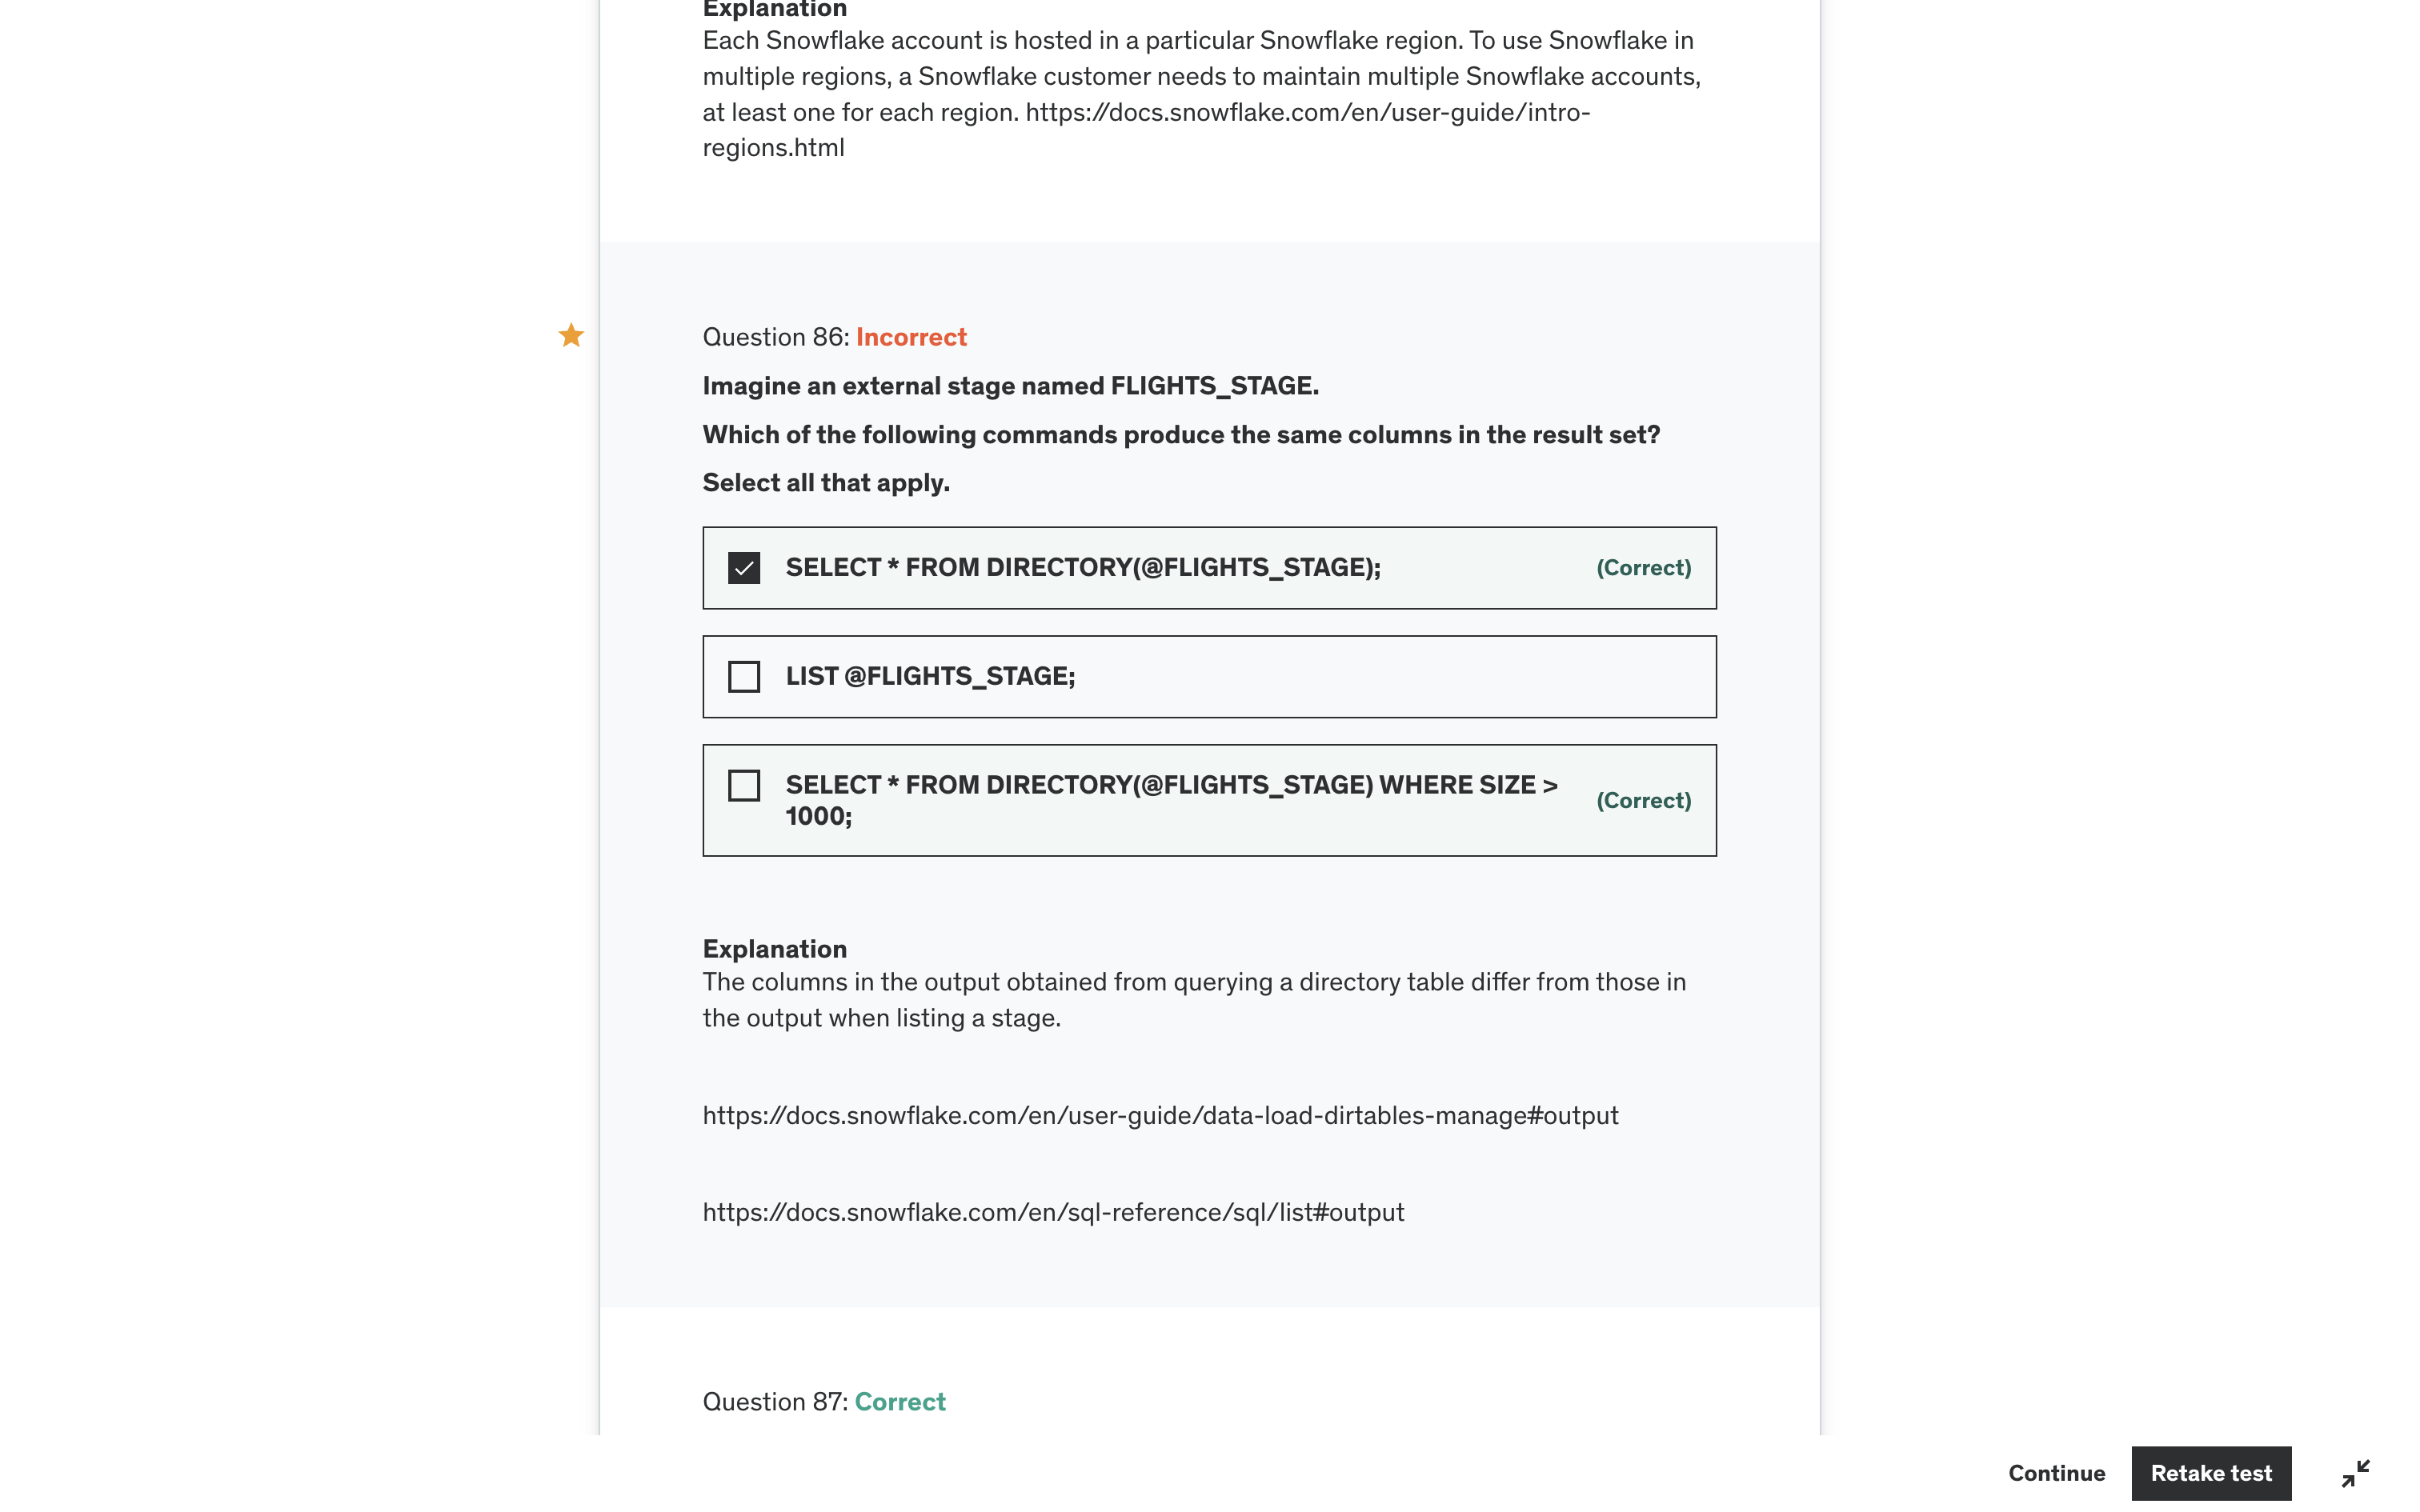 Explanation
Each Snowflake account is hosted in a particular Snowflake region. To use Snowflake in
multiple regions, a Snowflake customer needs to maintain multiple Snowflake accounts,
at least one for each region. https://docs.snowflake.com/en/user-guide/intro-
regions.html
Question 86: Incorrect
Imagine an external stage named FLIGHTS_STAGE.
Which of the following commands produce the same columns in the result set?
Select all that apply.
SELECT * FROM DIRECTORY(@FLIGHTS_STAGE); (Correct)
LIST @FLIGHTS_STAGE;
SELECT * FROM DIRECTORY(@FLIGHTS_STAGE) WHERE SIZE >
1000; (Correct)
Explanation
The columns in the output obtained from querying a directory table differ from those in
the output when listing a stage.
https://docs.snowflake.com/en/user-guide/data-load-dirtables-manage#output
https://docs.snowflake.com/en/sql-reference/sql/list#output
Question 87: Correct
Continue Retake test